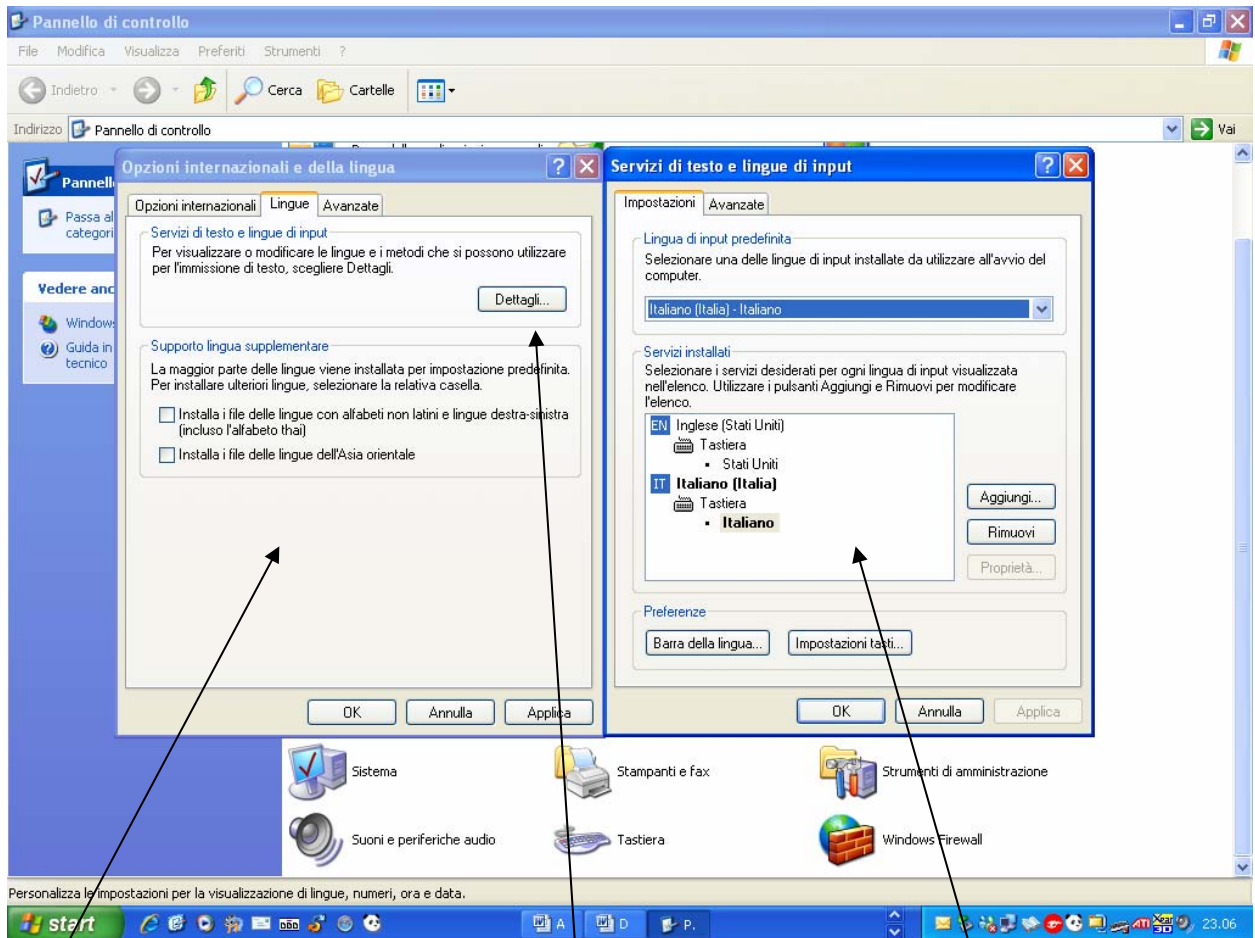 Pannello di controllo
File Modifica Visualizza Preferiti Strumenti ?
Indietro Cerca Cartelle
Indirizzo Pannello di controllo Vai
Pannell
Passa al
categori
Vedere anc
Windows
Guida in
tecnico
Opzioni internazionali e della lingua
Opzioni internazionali Lingue Avanzate
Servizi di testo e lingue di input
Per visualizzare o modificare le lingue e i metodi che si possono utilizzare
per l'immissione di testo, scegliere Dettagli.
Dettagli...
Supporto lingua supplementare
La maggior parte delle lingue viene installata per impostazione predefinita.
Per installare ulteriori lingue, selezionare la relativa casella.
Installa i file delle lingue con alfabeti non latini e lingue destra-sinistra
(incluso l'alfabeto thai)
Installa i file delle lingue dell'Asia orientale
OK Annulla Applica
Servizi di testo e lingue di input
Impostazioni Avanzate
Lingua di input predefinita
Selezionare una delle lingue di input installate da utilizzare all'avvio del
computer.
Italiano (Italia) - Italiano
Servizi installati
Selezionare i servizi desiderati per ogni lingua di input visualizzata
nell'elenco. Utilizzare i pulsanti Aggiungi e Rimuovi per modificare
l'elenco.
EN Inglese (Stati Uniti)
Tastiera
Stati Uniti
IT Italiano (Italia)
Tastiera
Italiano
Aggiungi...
Rimuovi
Proprietà...
Preferenze
Barra della lingua... Impostazioni tasti...
OK Annulla Applica
Sistema Stampanti e fax Strumenti di amministrazione
Suoni e periferiche audio Tastiera Windows Firewall
Personalizza le impostazioni per la visualizzazione di lingue, numeri, ora e data.
start A D P. 23.06